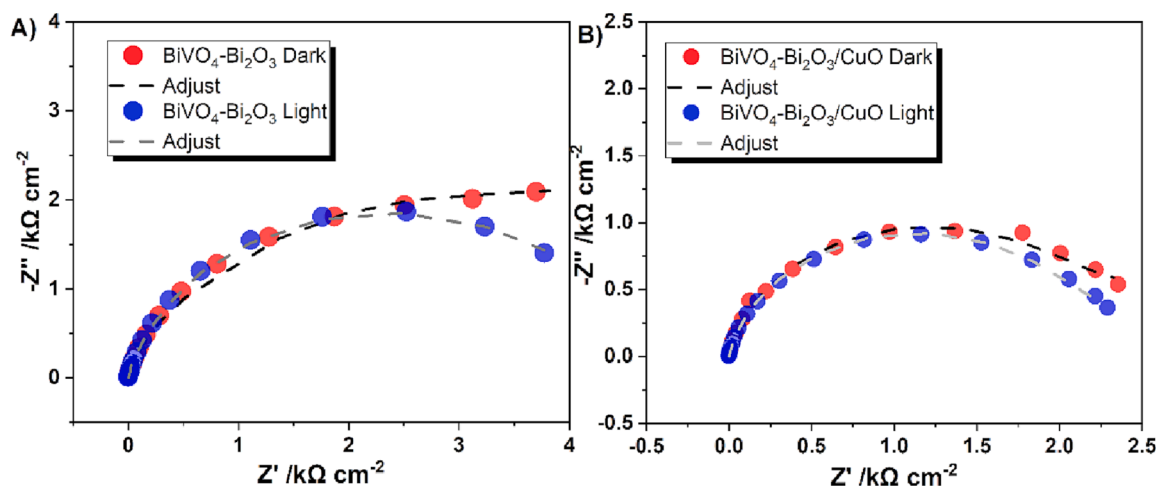 A)
BiVO₄-Bi₂O₃ Dark
Adjust
BiVO₄-Bi₂O₃ Light
Adjust
4
3
2
1
0
-Z'' /kΩ cm⁻²
0 1 2 3 4
Z' /kΩ cm⁻²
B)
BiVO₄-Bi₂O₃/CuO Dark
Adjust
BiVO₄-Bi₂O₃/CuO Light
Adjust
2.5
2.0
1.5
1.0
0.5
0.0
-0.5
-Z'' /kΩ cm⁻²
-0.5 0.0 0.5 1.0 1.5 2.0 2.5
Z' /kΩ cm⁻²